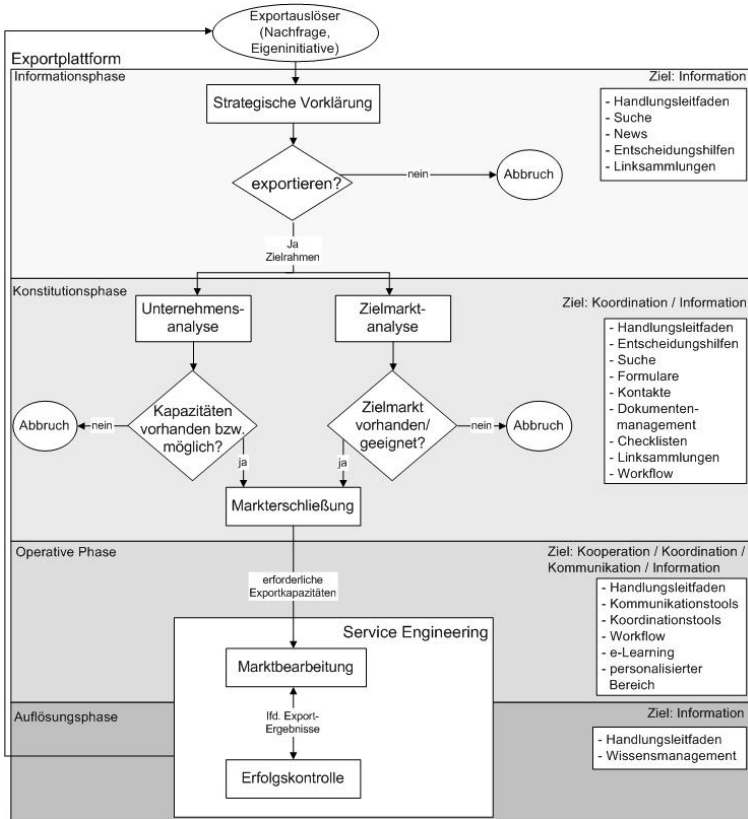 Exportauslöser
(Nachfrage,
Eigeninitiative)
Exportplattform
Informationsphase
Ziel: Information
Strategische Vorklärung
- Handlungsleitfaden
- Suche
- News
- Entscheidungshilfen
- Linksammlungen
exportieren?
nein
Abbruch
Ja
Zielrahmen
Konstitutionsphase
Ziel: Koordination / Information
Unternehmens-
analyse
Zielmarkt-
analyse
- Handlungsleitfaden
- Entscheidungshilfen
- Suche
- Formulare
- Kontakte
- Dokumenten-
management
- Checklisten
- Linksammlungen
- Workflow
Abbruch
nein
Kapazitäten
vorhanden bzw.
möglich?
Zielmarkt
vorhanden/
geeignet?
nein
Abbruch
ja
ja
Markterschließung
Operative Phase
Ziel: Kooperation / Koordination /
Kommunikation / Information
erforderliche
Exportkapazitäten
- Handlungsleitfaden
- Kommunikationstools
- Koordinationstools
- Workflow
- e-Learning
- personalisierter
Bereich
Service Engineering
Marktbearbeitung
Auflösungsphase
Ziel: Information
lfd. Export-
Ergebnisse
- Handlungsleitfaden
- Wissensmanagement
Erfolgskontrolle